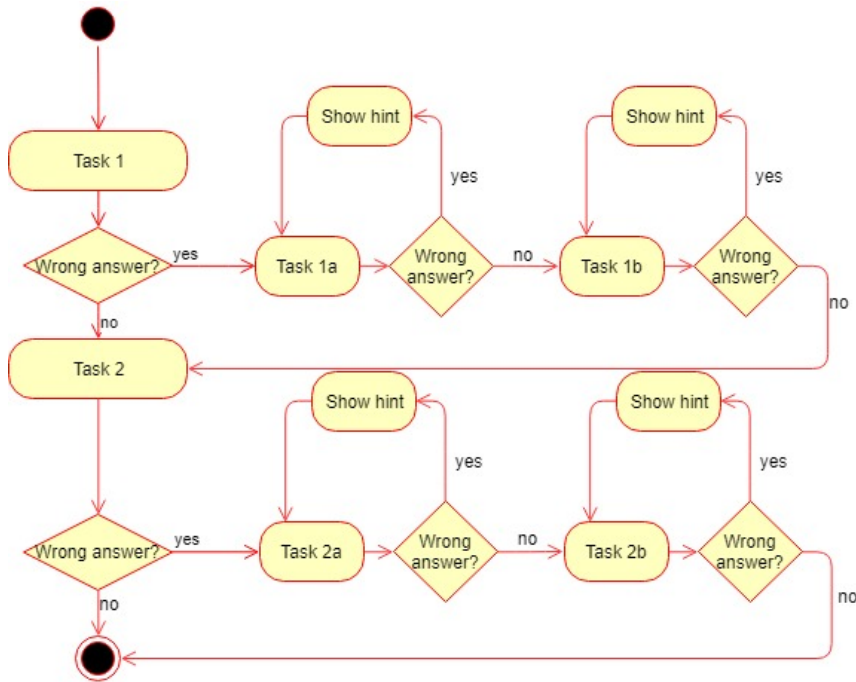 Show hint
Show hint
Task 1
yes
yes
Wrong answer?
yes
Task 1a
Wrong
answer?
no
Task 1b
Wrong
answer?
no
no
Task 2
Show hint
Show hint
yes
yes
Wrong answer?
yes
Task 2a
Wrong
answer?
no
Task 2b
Wrong
answer?
no
no